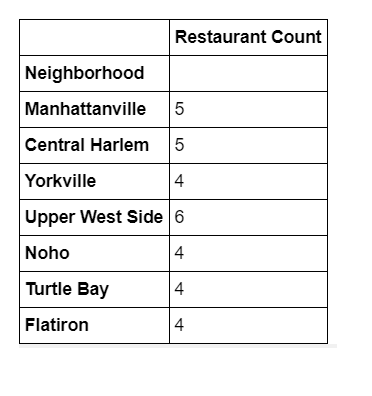 Restaurant Count
Neighborhood
Manhattanville 5
Central Harlem 5
Yorkville 4
Upper West Side 6
Noho 4
Turtle Bay 4
Flatiron 4